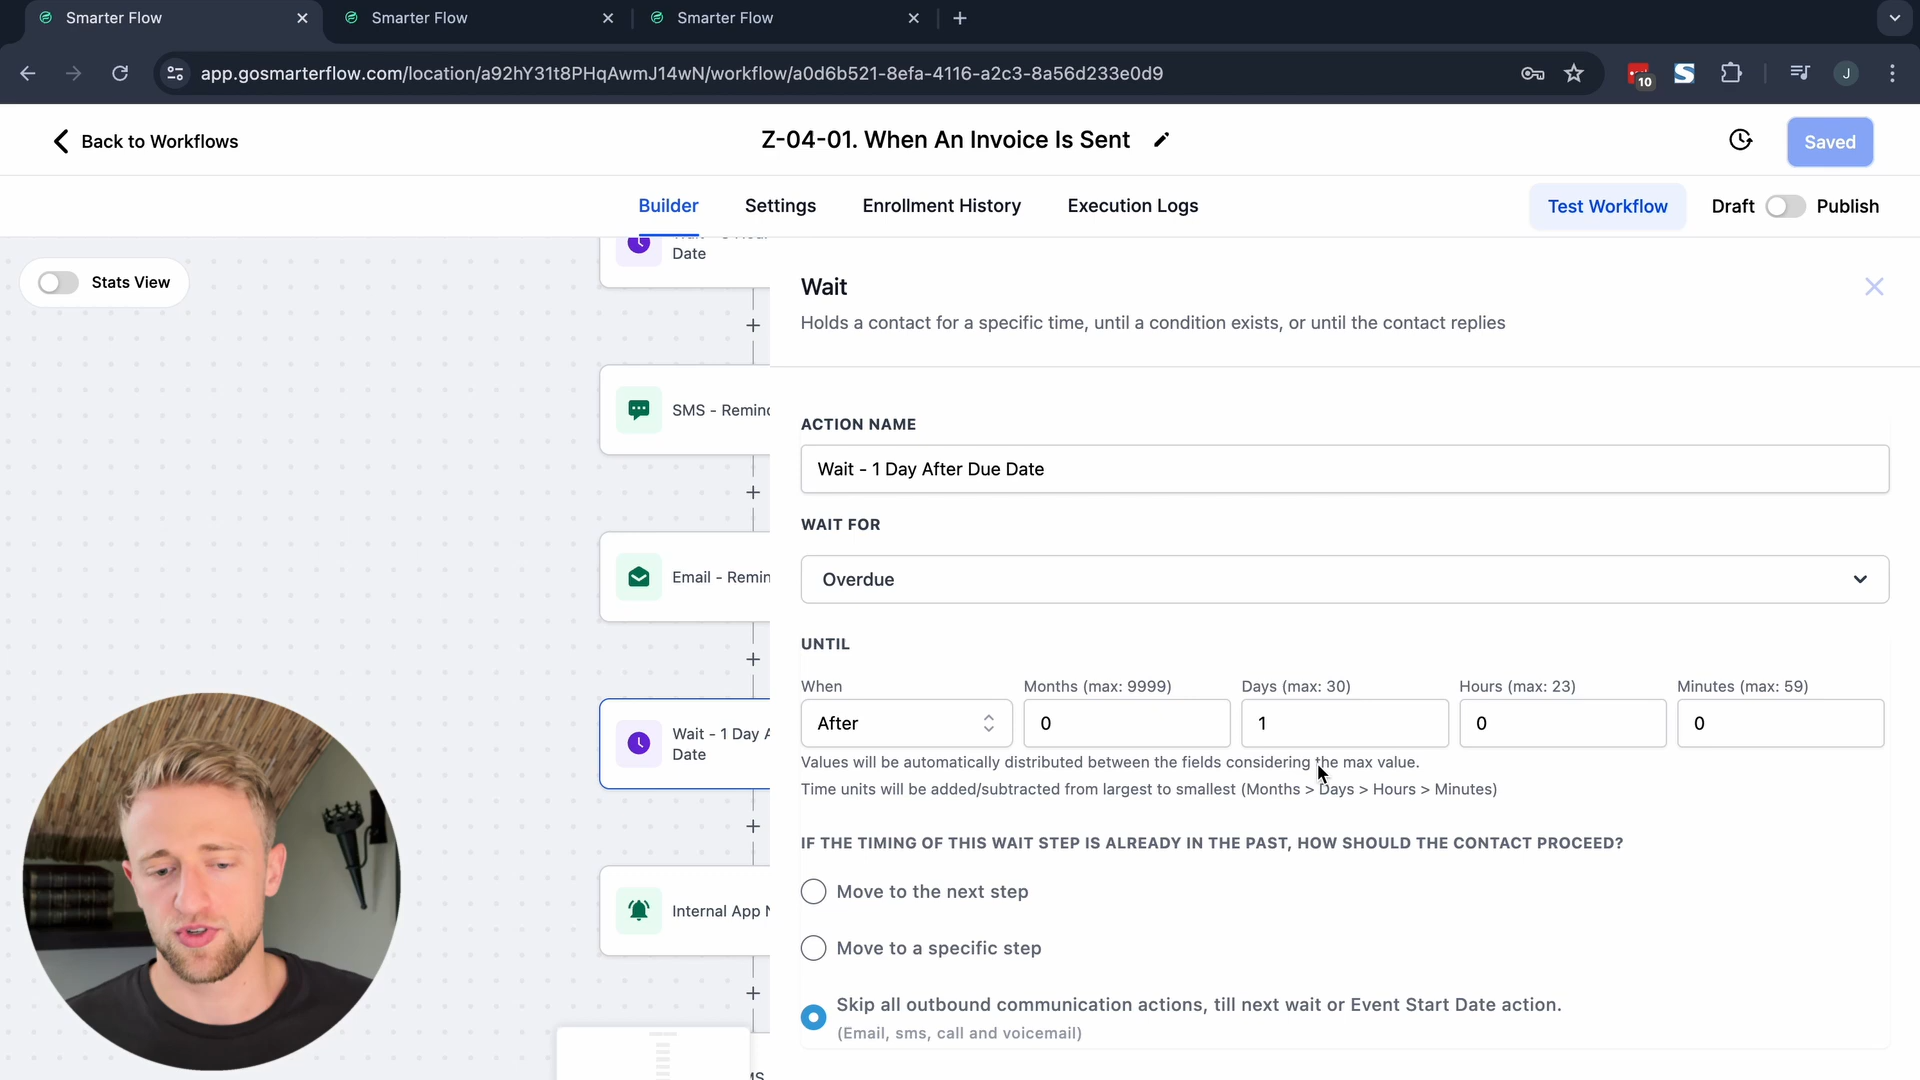 Smarter Flow
Smarter Flow
Smarter Flow
app.gosmarterflow.com/location/a92hY31t8PHqAwmJ14wN/workflow/a0d6b521-8efa-4116-a2c3-8a56d233e0d9
10
J
Back to Workflows
Z-04-01. When An Invoice Is Sent
Saved
Builder
Settings
Enrollment History
Execution Logs
Test Workflow
Draft
Publish
Stats View
Date
SMS - Remind
Email - Remin
Wait - 1 Day A
Date
Internal App N
MS
Wait
Holds a contact for a specific time, until a condition exists, or until the contact replies
ACTION NAME
Wait - 1 Day After Due Date
WAIT FOR
Overdue
UNTIL
When
Months (max: 9999)
Days (max: 30)
Hours (max: 23)
Minutes (max: 59)
After
0
1
0
0
Values will be automatically distributed between the fields considering the max value.
Time units will be added/subtracted from largest to smallest (Months > Days > Hours > Minutes)
IF THE TIMING OF THIS WAIT STEP IS ALREADY IN THE PAST, HOW SHOULD THE CONTACT PROCEED?
Move to the next step
Move to a specific step
Skip all outbound communication actions, till next wait or Event Start Date action.
(Email, sms, call and voicemail)